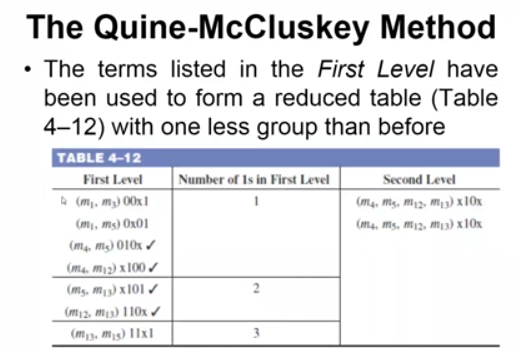 The Quine-McCluskey Method
• The terms listed in the First Level have
been used to form a reduced table (Table
4–12) with one less group than before
TABLE 4–12
First Level Number of 1s in First Level Second Level
(m₁, m₃) 00x1 1 (m₄, m₅, m₁₂, m₁₃) x10x
(m₁, m₅) 0x01 (m₄, m₅, m₁₂, m₁₃) x10x
(m₄, m₅) 010x ✓
(m₄, m₁₂) x100 ✓
(m₅, m₁₃) x101 ✓ 2
(m₁₂, m₁₃) 110x ✓
(m₁₃, m₁₅) 11x1 3